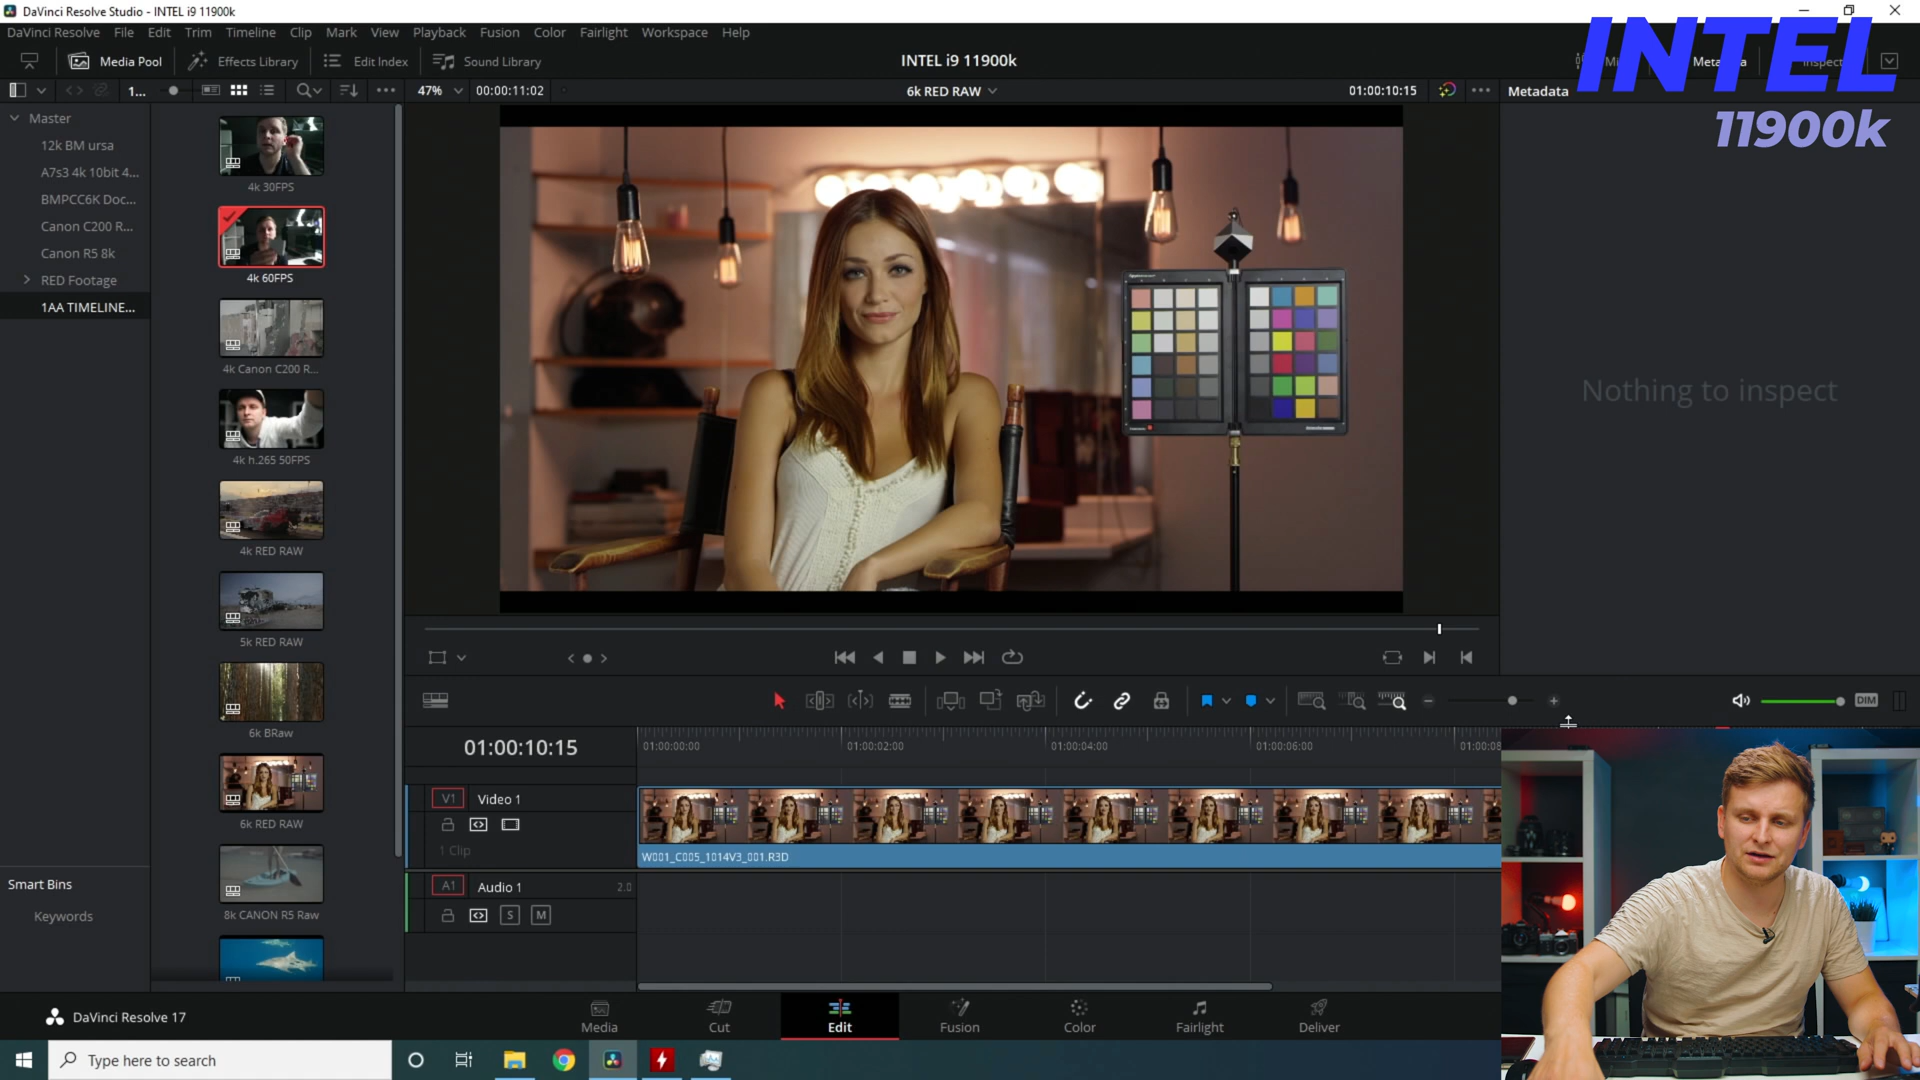 DaVinci Resolve Studio - INTEL i9 11900k
DaVinci Resolve File Edit Trim Timeline Clip Mark View Playback Fusion Color Fairlight Workspace Help
Media Pool Effects Library Edit Index Sound Library
INTEL i9 11900k
Inspect
INTEL
11900k
1...
47% 00:00:11:02
6k RED RAW
01:00:10:15
Metadata
Master
12k BM ursa
A7s3 4k 10bit 4...
BMPCC6K Doc...
Canon C200 R...
Canon R5 8k
RED Footage
1AA TIMELINE...
4k 30FPS
4k 60FPS
4k Canon C200 R...
4k h.265 50FPS
4k RED RAW
5k RED RAW
6k BRaw
6k RED RAW
8k CANON R5 Raw
Smart Bins
Keywords
Nothing to inspect
DIM
01:00:10:15
01:00:00:00
01:00:02:00
01:00:04:00
01:00:06:00
V1 Video 1
1 Clip
W001_C005_1014V3_001.R3D
A1 Audio 1 2.0
S M
DaVinci Resolve 17
Media
Cut
Edit
Fusion
Color
Fairlight
Deliver
Type here to search